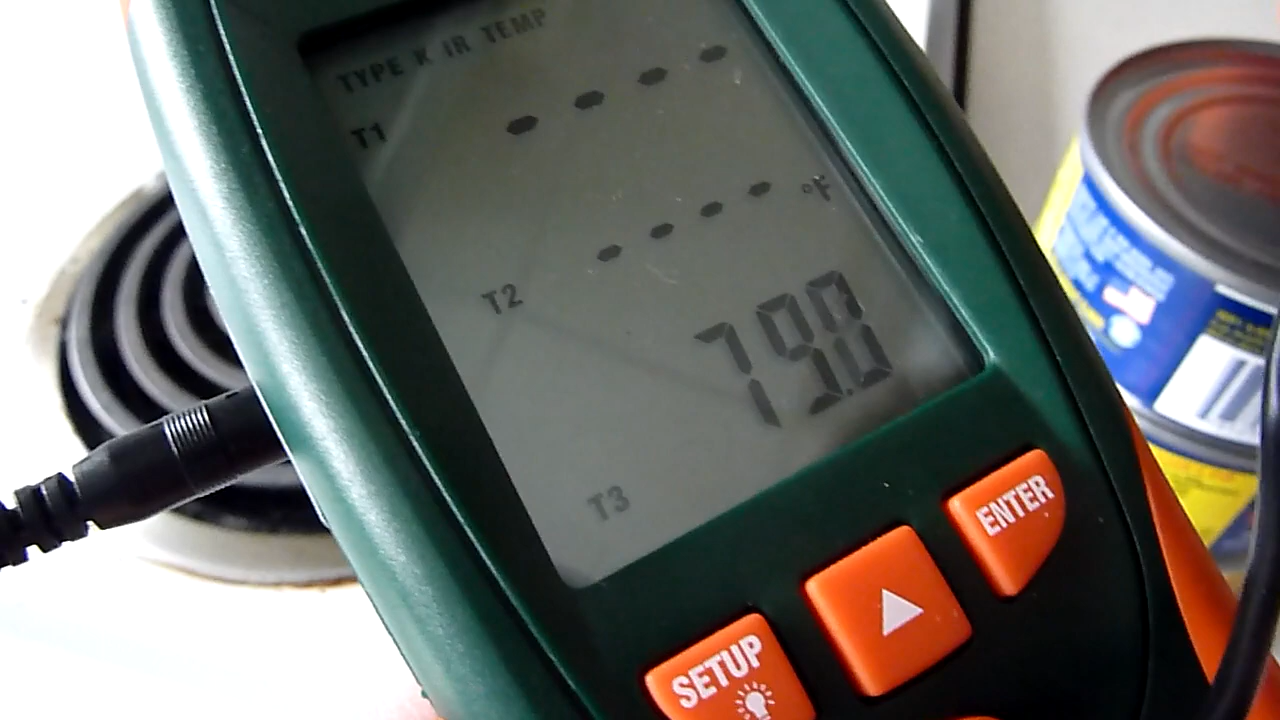 TYPE K IR TEMP
T1 - - - -
T2 - - - - °F
T3 79.8
ENTER
SETUP